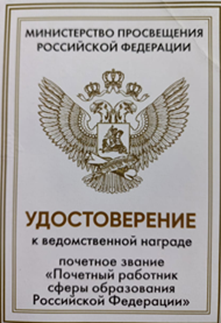 МИНИСТЕРСТВО ПРОСВЕЩЕНИЯ
РОССИЙСКОЙ ФЕДЕРАЦИИ
УДОСТОВЕРЕНИЕ
к ведомственной награде
почетное звание
«Почетный работник
сферы образования
Российской Федерации»